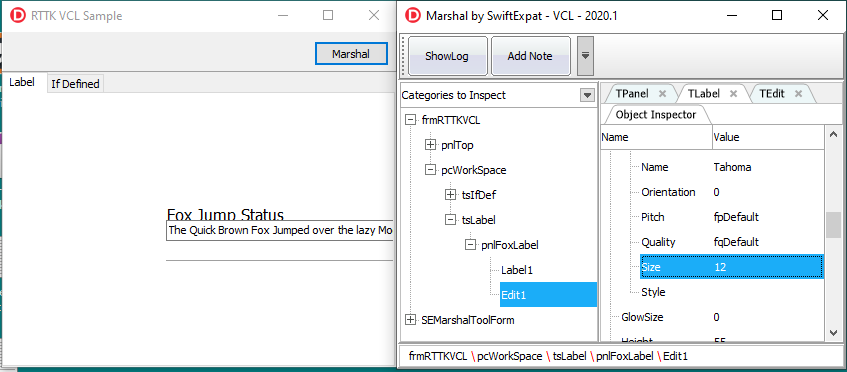 RTTK VCL Sample
Marshal
Label
If Defined
Fox Jump Status
The Quick Brown Fox Jumped over the lazy Mo
Marshal by SwiftExpat - VCL - 2020.1
ShowLog
Add Note
Categories to Inspect
frmRTTKVCL
pnlTop
pcWorkSpace
tsIfDef
tsLabel
pnlFoxLabel
Label1
Edit1
SEMarshalToolForm
TPanel
TLabel
TEdit
Object Inspector
Name Value
Name Tahoma
Orientation 0
Pitch fpDefault
Quality fqDefault
Size 12
Style
GlowSize 0
Height 55
frmRTTKVCL \ pcWorkSpace \ tsLabel \ pnlFoxLabel \ Edit1